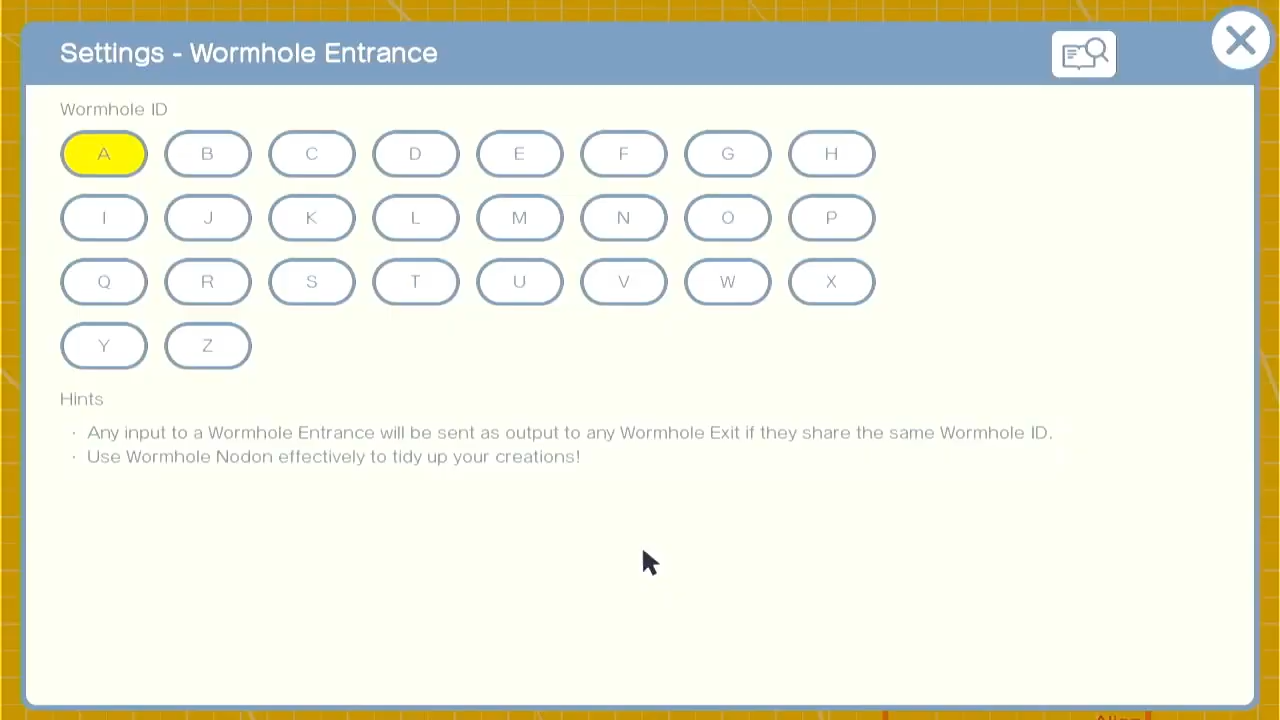 Settings - Wormhole Entrance
Wormhole ID
A B C D E F G H
I J K L M N O P
Q R S T U V W X
Y Z
Hints
· Any input to a Wormhole Entrance will be sent as output to any Wormhole Exit if they share the same Wormhole ID.
· Use Wormhole Nodon effectively to tidy up your creations!